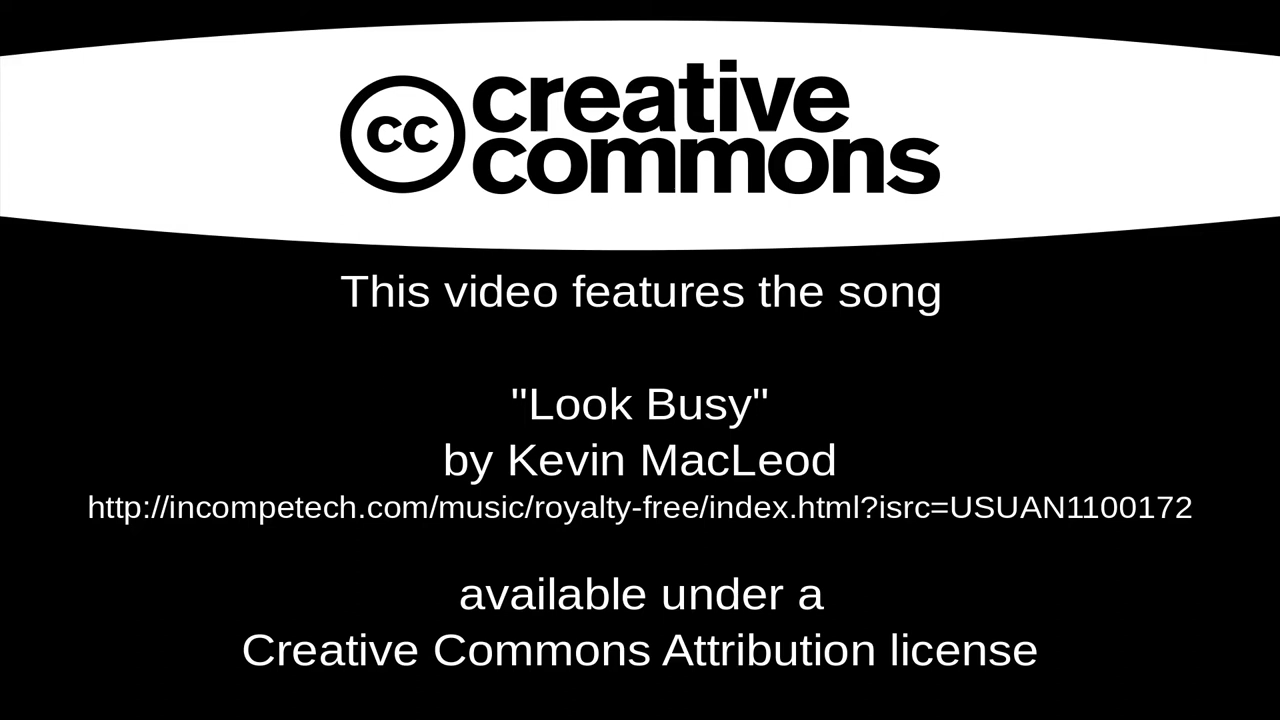 cc creative
commons
This video features the song
"Look Busy"
by Kevin MacLeod
http://incompetech.com/music/royalty-free/index.html?isrc=USUAN1100172
available under a
Creative Commons Attribution license